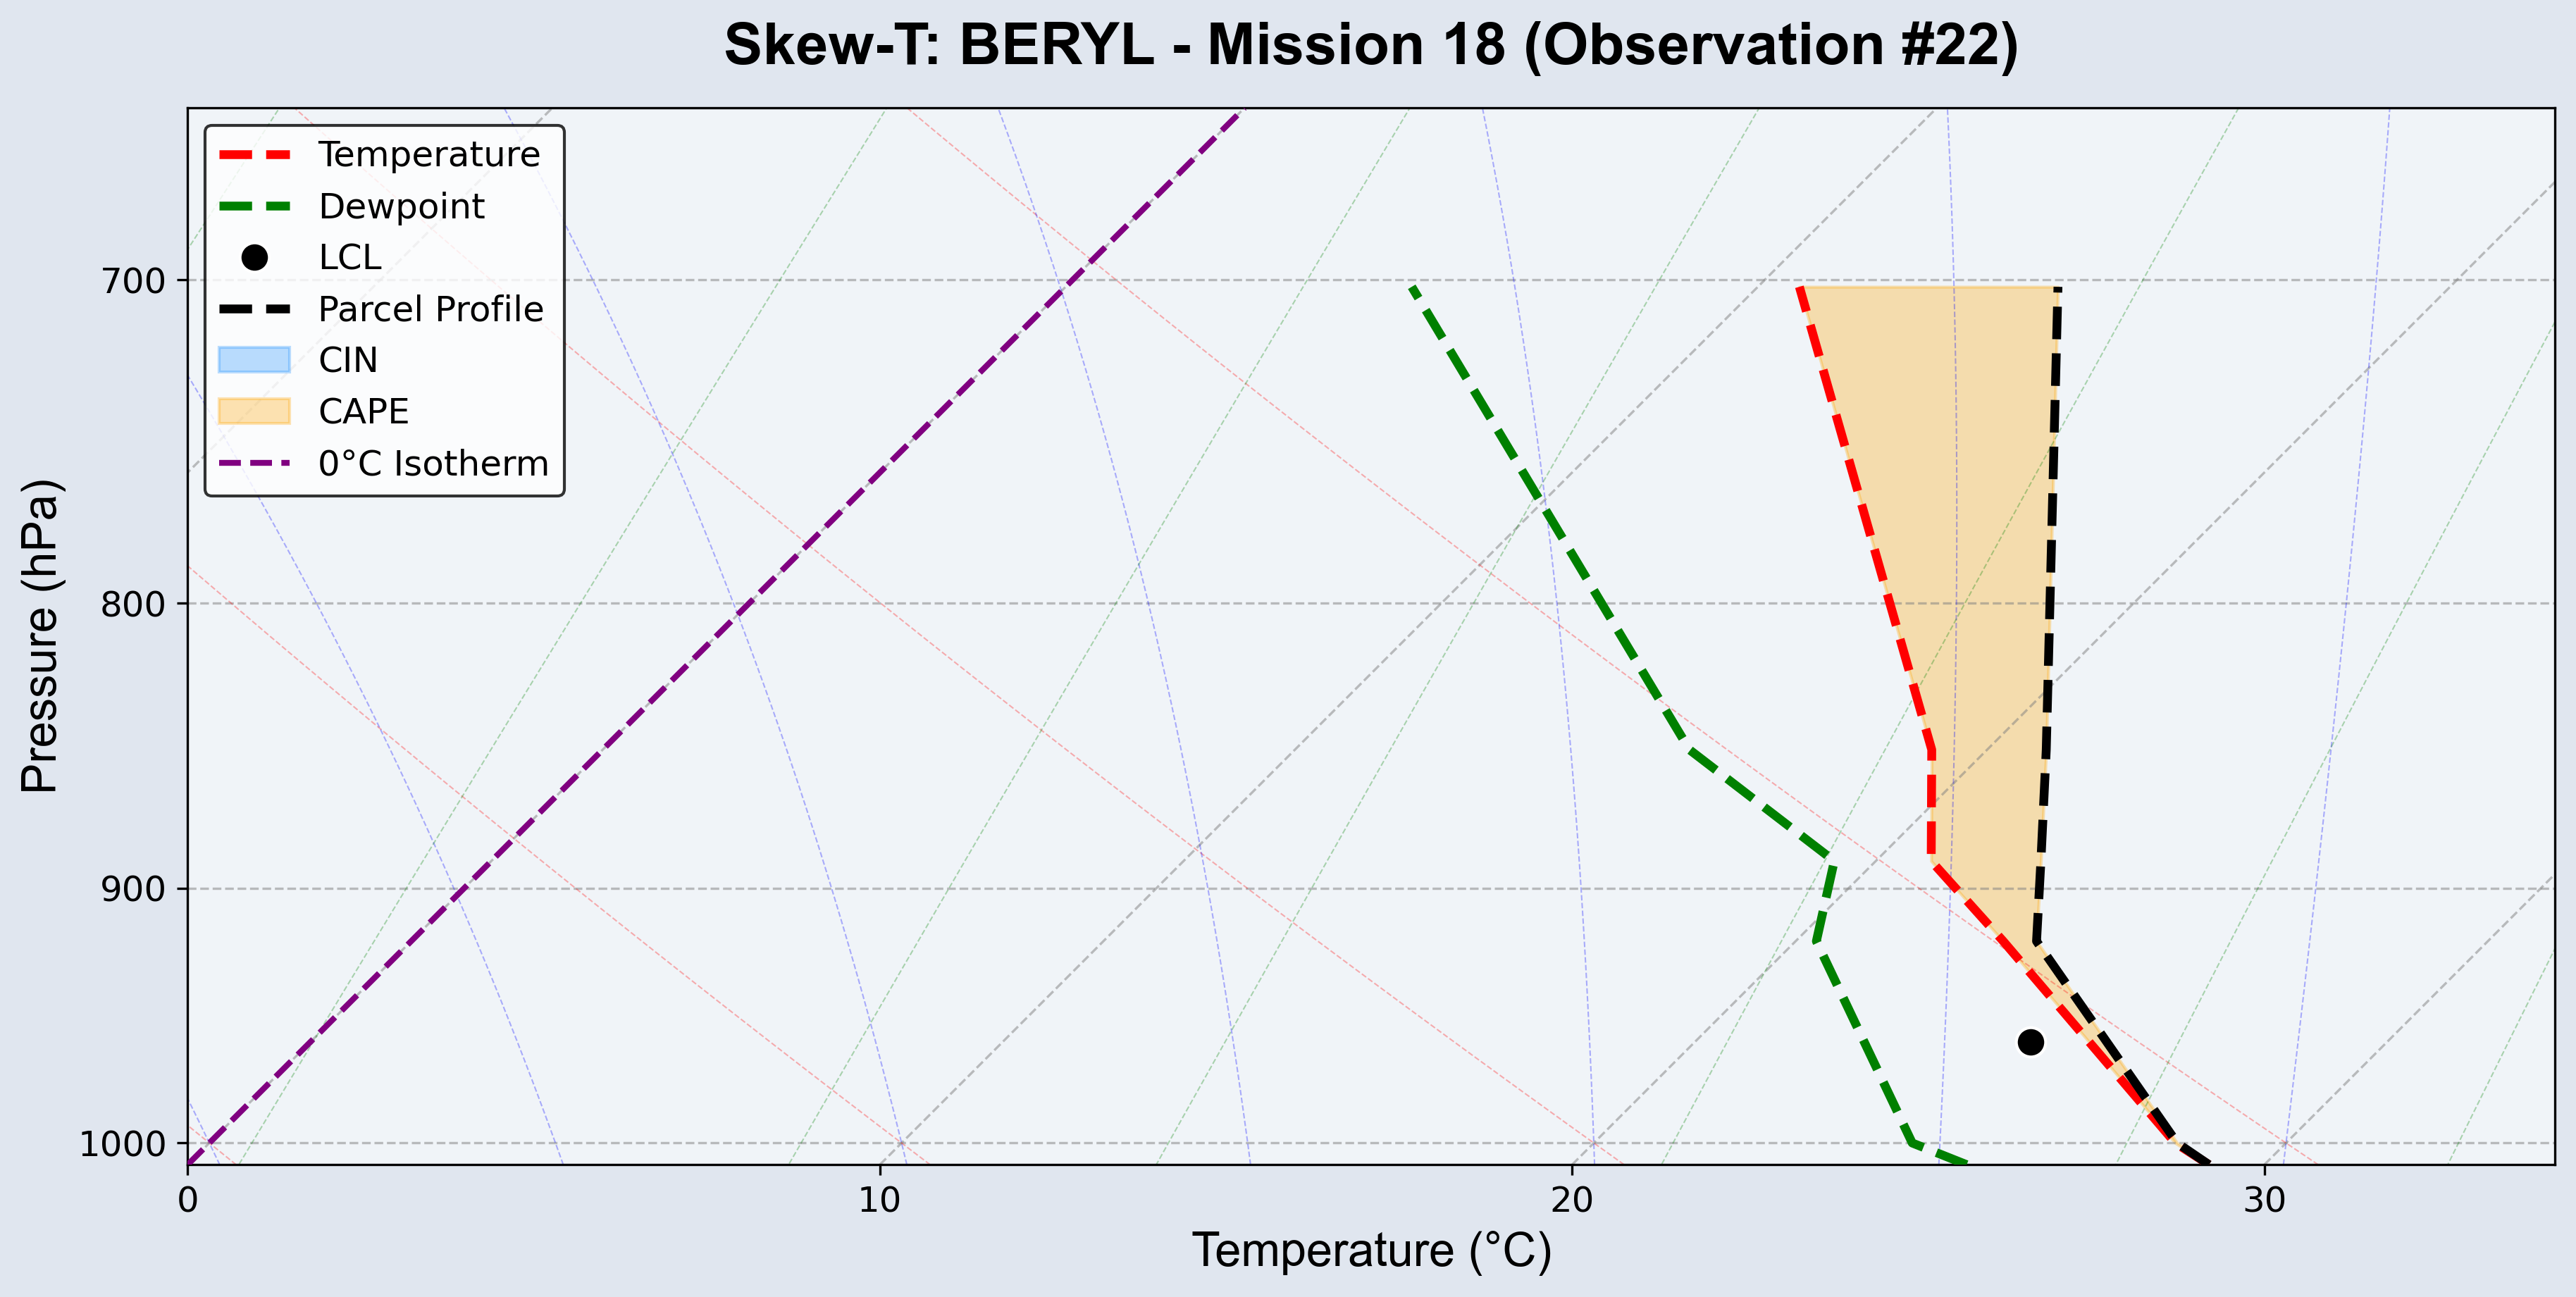 Skew-T: BERYL - Mission 18 (Observation #22)
Temperature
Dewpoint
LCL
Parcel Profile
CIN
CAPE
0°C Isotherm
Pressure (hPa)
700
800
900
1000
0
10
20
30
Temperature (°C)